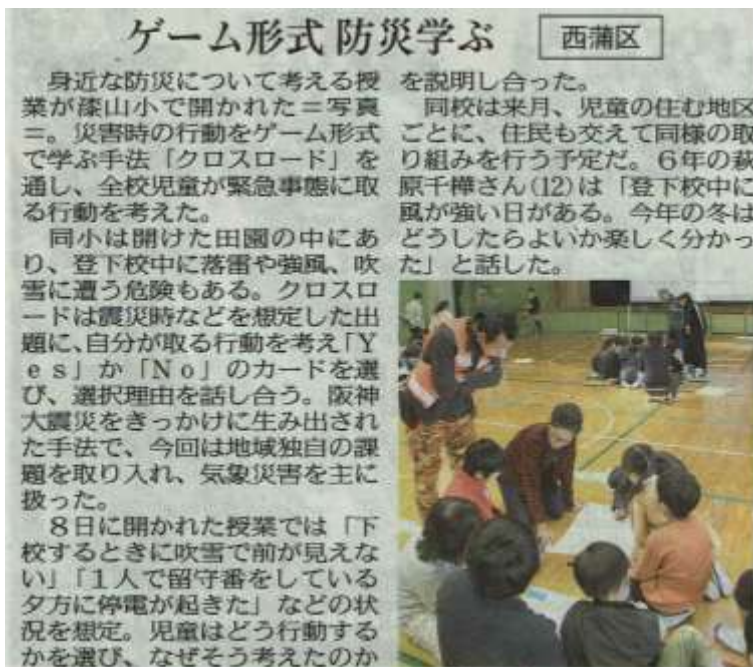 ゲーム形式 防災学ぶ
西蒲区
身近な防災について考える授
業が漆山小で開かれた＝写真
＝。災害時の行動をゲーム形式
で学ぶ手法「クロスロード」を
通し、全校児童が緊急事態に取
る行動を考えた。
同小は開けた田園の中にあ
り、登下校中に落雷や強風、吹
雪に遭う危険もある。クロスロ
ードは震災時などを想定した出
題に、自分が取る行動を考え「Y
es」か「No」のカードを選
び、選択理由を話し合う。阪神
大震災をきっかけに生み出され
た手法で、今回は地域独自の課
題を取り入れ、気象災害を主に
扱った。
8日に開かれた授業では「下
校するときに吹雪で前が見えな
い」「1人で留守番をしている
夕方に停電が起きた」などの状
況を想定。児童はどう行動する
かを選び、なぜそう考えたのか
を説明し合った。
同校は来月、児童の住む地区
ごとに、住民も交えて同様の取
り組みを行う予定だ。6年の萩
原千樺さん(12)は「登下校中に
風が強い日がある。今年の冬は
どうしたらよいか楽しく分かっ
た」と話した。